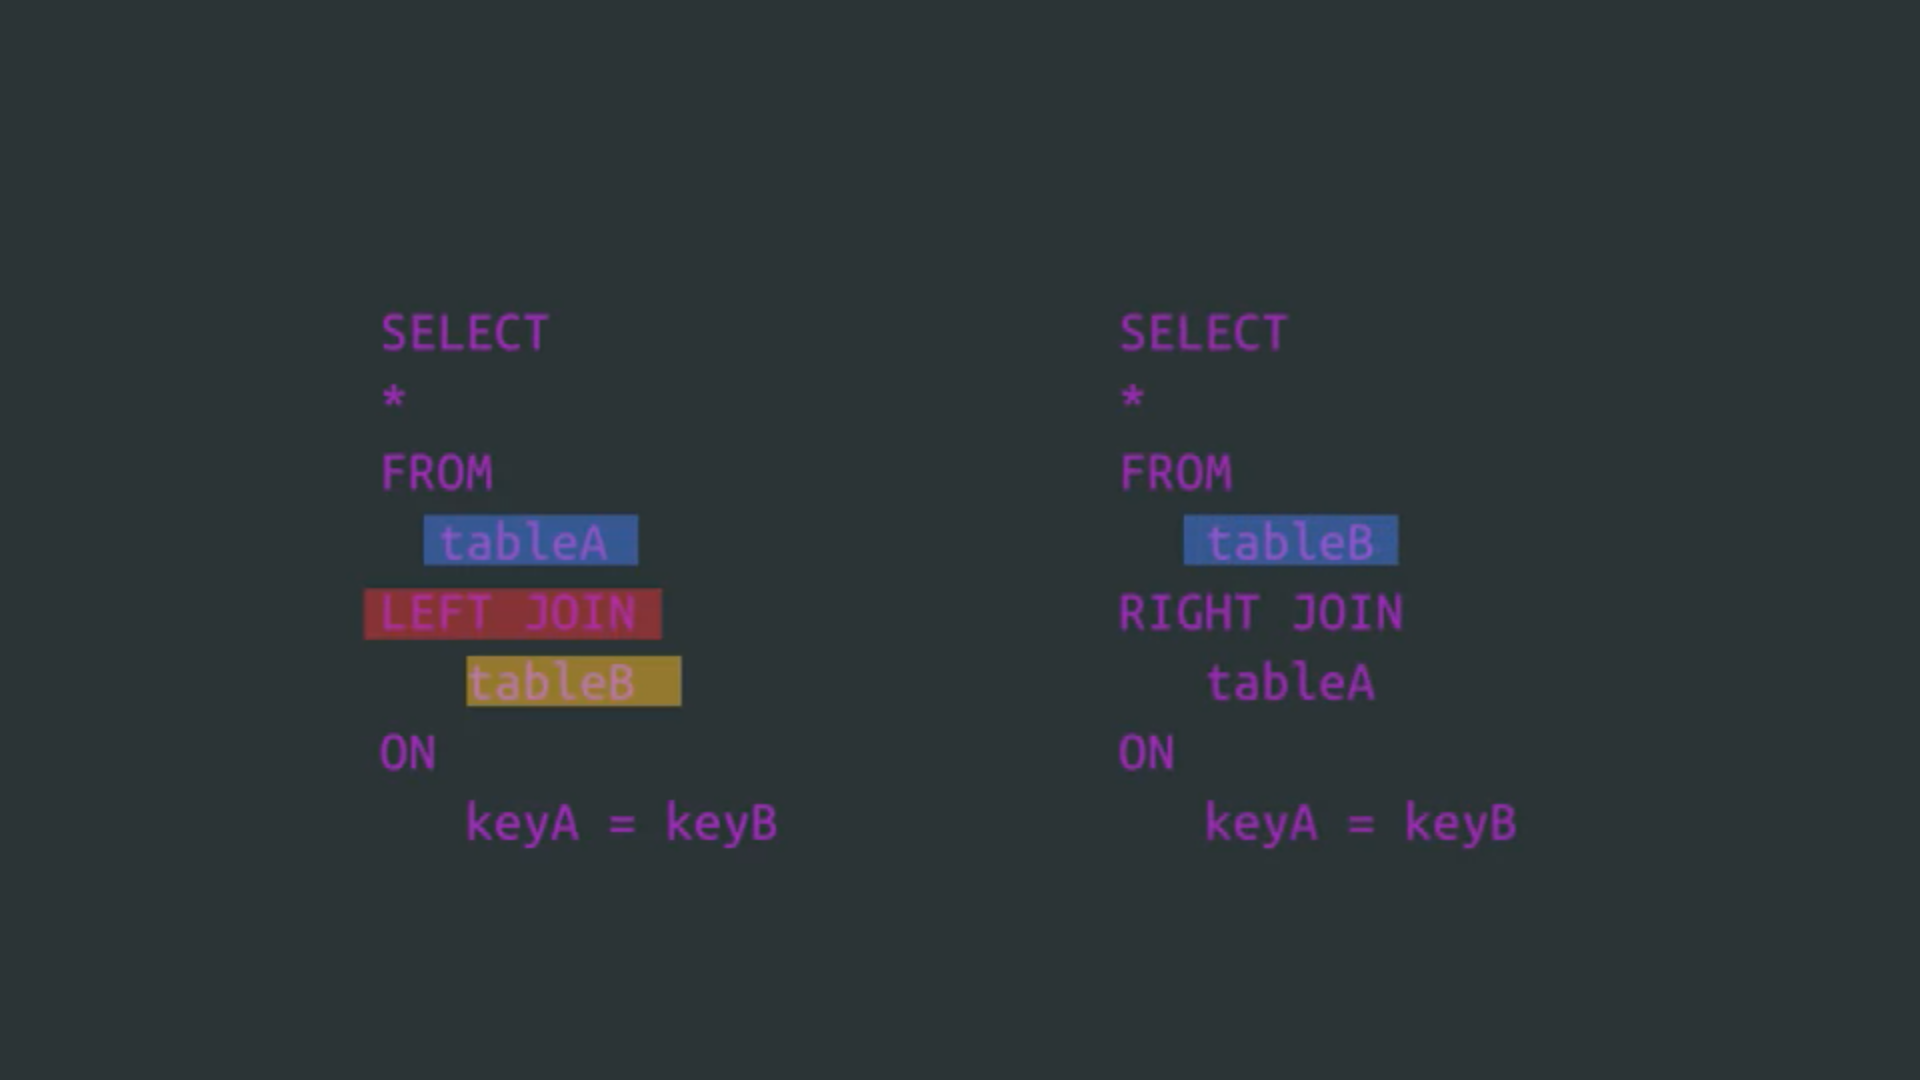 SELECT
*
FROM
tableA
LEFT JOIN
tableB
ON
keyA = keyB
SELECT
*
FROM
tableB
RIGHT JOIN
tableA
ON
keyA = keyB